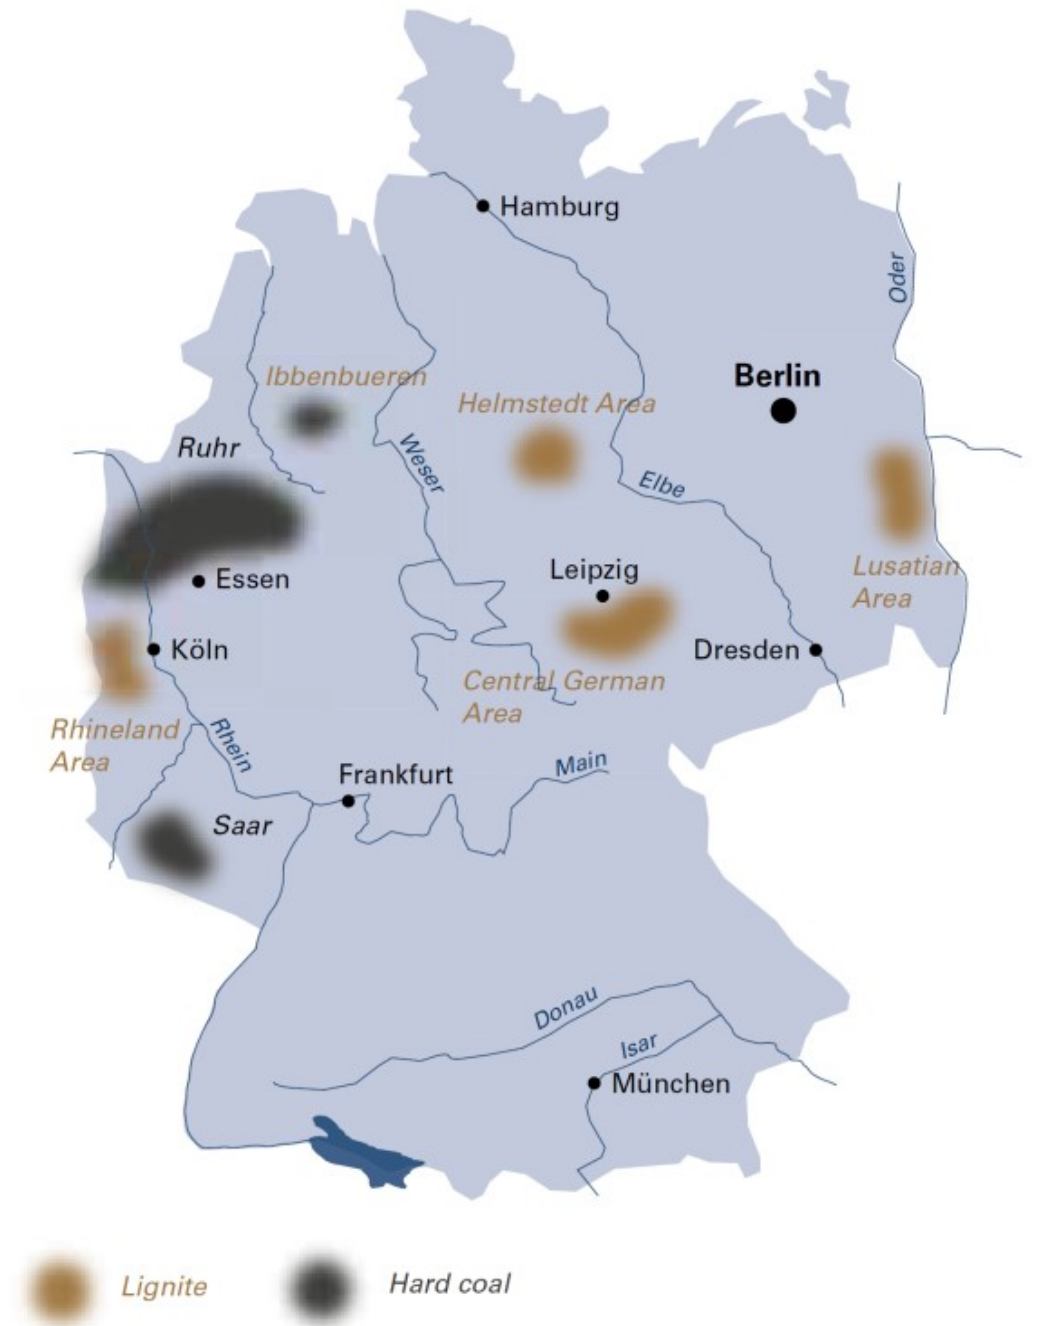 Hamburg
Oder
Ibbenbueren
Berlin
Helmstedt Area
Ruhr
Weser
Elbe
Essen
Leipzig
Lusatian
Area
Köln
Dresden
Central German
Area
Rhineland
Area
Rhein
Frankfurt
Main
Saar
Donau
Isar
München
Lignite
Hard coal